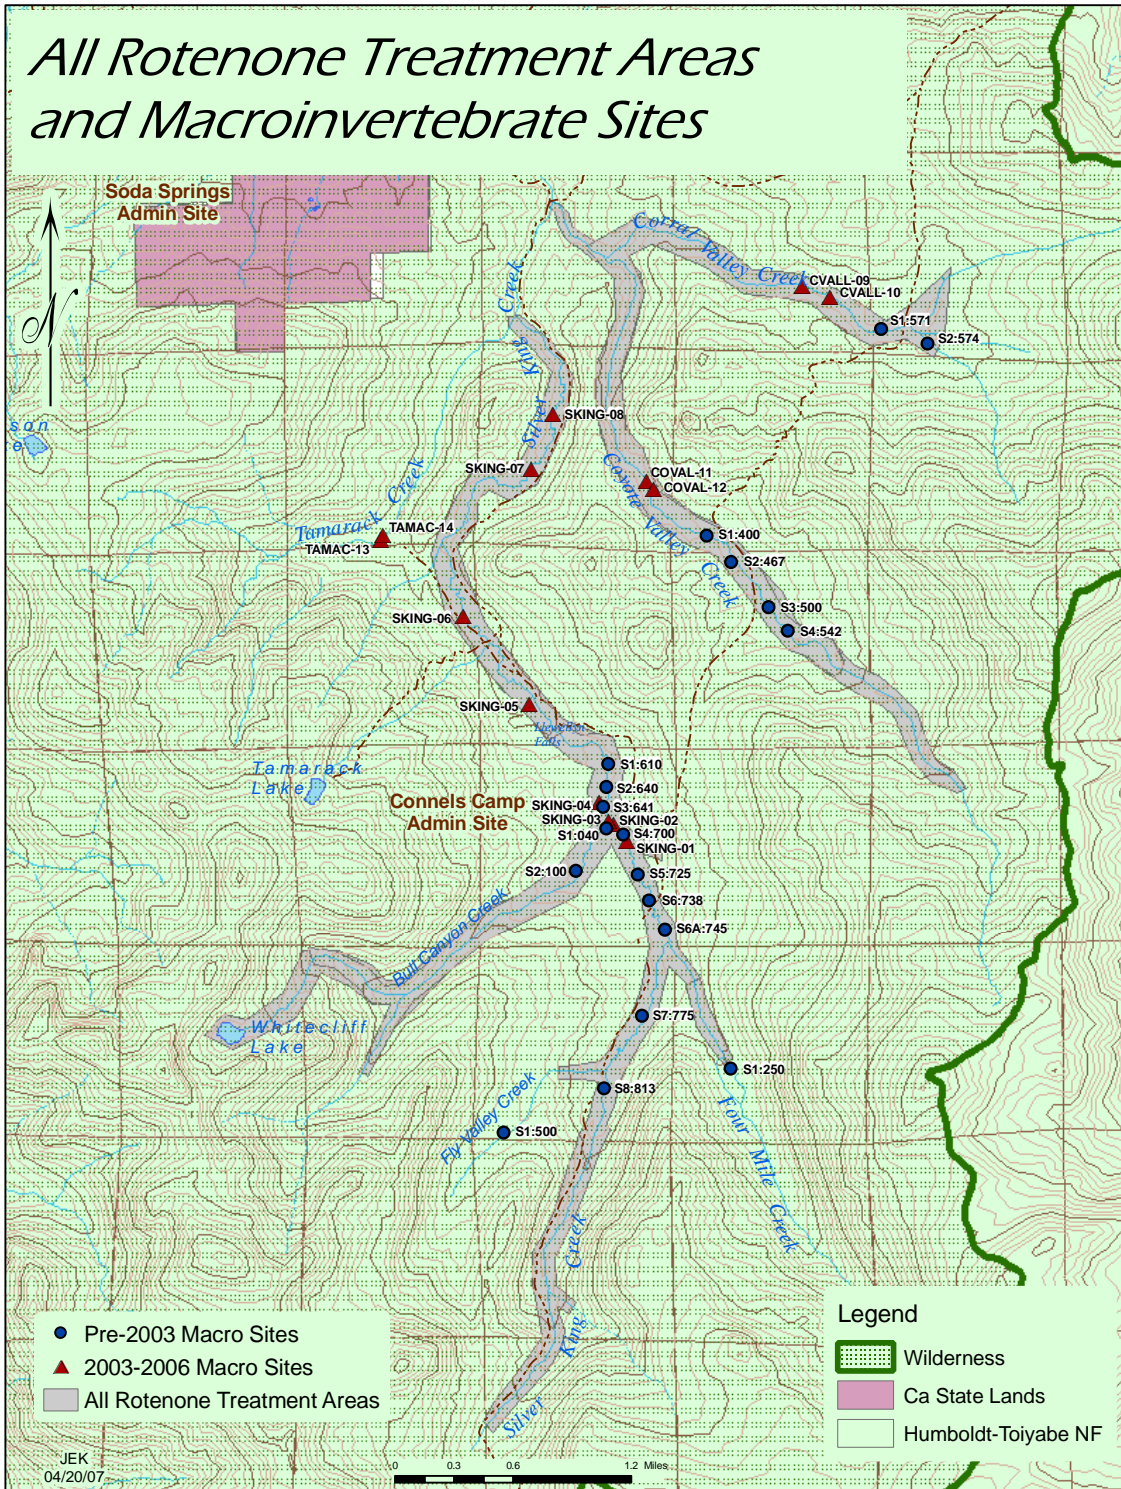 All Rotenone Treatment Areas
and Macroinvertebrate Sites
Soda Springs
Admin Site
N
Corral Valley Creek
CVALL-09
CVALL-10
S1:571
S2:574
Silver King Creek
SKING-08
SKING-07
son
e
Tamarack Creek
TAMAC-14
TAMAC-13
COVAL-11
COVAL-12
Coyote Valley Creek
S1:400
S2:467
S3:500
S4:542
SKING-06
SKING-05
Llewellyn
Falls
Tamarack
Lake
S1:610
S2:640
Connels Camp
Admin Site
SKING-04
S3:641
SKING-03
SKING-02
S1:040
S4:700
SKING-01
S2:100
S5:725
S6:738
S6A:745
Bull Canyon Creek
Whitecliff
Lake
S7:775
S1:250
S8:813
Fly Valley Creek
S1:500
Four Mile Creek
Silver King Creek
Pre-2003 Macro Sites
2003-2006 Macro Sites
All Rotenone Treatment Areas
Legend
Wilderness
Ca State Lands
Humboldt-Toiyabe NF
JEK
04/20/07
0 0.3 0.6 1.2 Miles